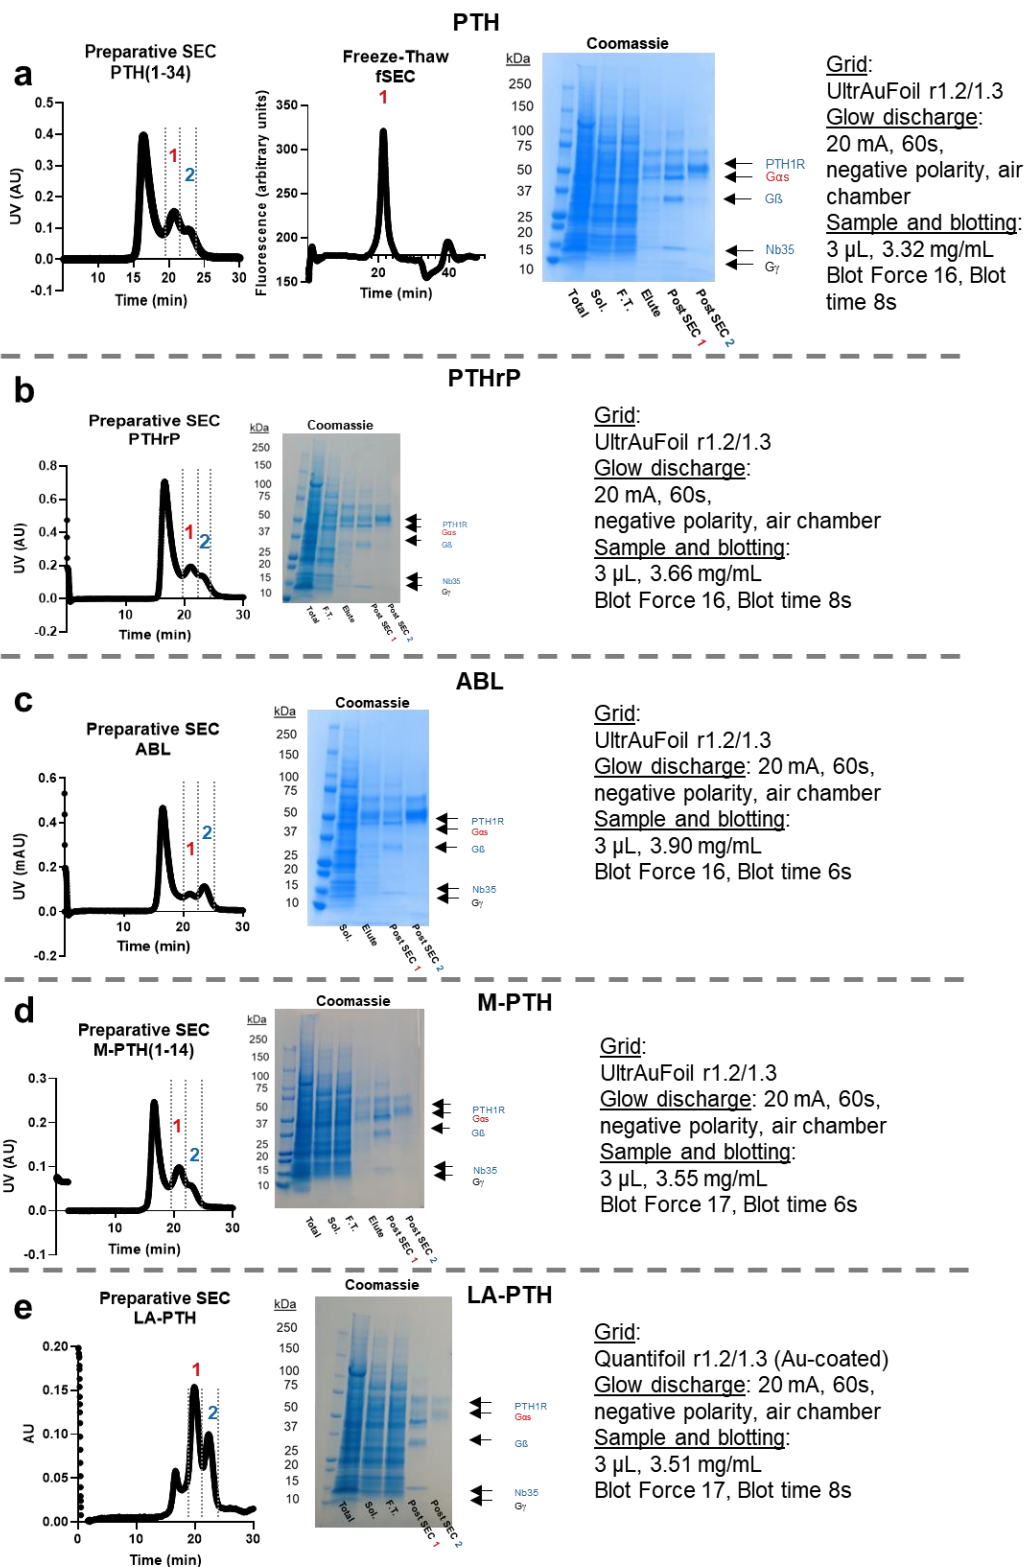 PTH
a
Preparative SEC
PTH(1-34)
UV (AU)
0.5
0.4
0.3
0.2
0.1
0.0
-0.1
1
2
10 15 20 25 30
Time (min)
Freeze-Thaw
fSEC
1
Fluorescence (arbitrary units)
350
300
250
200
150
20 40
Time (min)
Coomassie
kDa
250
150
100
75
50
37
25
20
15
10
PTH1R
Gαs
Gß
Nb35
Gγ
Total
Sol.
F.T.
Elute
Post SEC 1
Post SEC 2
Grid:
UltrAuFoil r1.2/1.3
Glow discharge:
20 mA, 60s,
negative polarity, air
chamber
Sample and blotting:
3 µL, 3.32 mg/mL
Blot Force 16, Blot
time 8s
PTHrP
b
Preparative SEC
PTHrP
UV (AU)
0.8
0.6
0.4
0.2
0.0
-0.2
1
2
10 20 30
Time (min)
Coomassie
kDa
250
150
100
75
50
37
25
20
15
10
PTH1R
Gαs
Gß
Nb35
Gγ
Total
F.T.
Elute
Post SEC 1
Post SEC 2
Grid:
UltrAuFoil r1.2/1.3
Glow discharge:
20 mA, 60s,
negative polarity, air chamber
Sample and blotting:
3 µL, 3.66 mg/mL
Blot Force 16, Blot time 8s
ABL
c
Preparative SEC
ABL
UV (mAU)
0.6
0.4
0.2
0.0
-0.2
1
2
10 20 30
Time (min)
Coomassie
kDa
250
150
100
75
50
37
25
20
15
10
PTH1R
Gαs
Gß
Nb35
Gγ
Sol.
Elute
Post SEC 1
Post SEC 2
Grid:
UltrAuFoil r1.2/1.3
Glow discharge: 20 mA, 60s,
negative polarity, air chamber
Sample and blotting:
3 µL, 3.90 mg/mL
Blot Force 16, Blot time 6s
M-PTH
d
Preparative SEC
M-PTH(1-14)
UV (AU)
0.3
0.2
0.1
0.0
-0.1
1
2
10 20 30
Time (min)
Coomassie
kDa
250
150
100
75
50
37
25
20
15
10
PTH1R
Gαs
Gß
Nb35
Gγ
Total
Sol.
F.T.
Elute
Post SEC 1
Post SEC 2
Grid:
UltrAuFoil r1.2/1.3
Glow discharge: 20 mA, 60s,
negative polarity, air chamber
Sample and blotting:
3 µL, 3.55 mg/mL
Blot Force 17, Blot time 6s
LA-PTH
e
Preparative SEC
LA-PTH
AU
0.20
0.15
0.10
0.05
0.00
1
2
0 10 20 30
Time (min)
Coomassie
kDa
250
150
100
75
50
37
25
20
15
10
PTH1R
Gαs
Gß
Nb35
Gγ
Total
Sol.
F.T.
Post SEC 1
Post SEC 2
Grid:
Quantifoil r1.2/1.3 (Au-coated)
Glow discharge: 20 mA, 60s,
negative polarity, air chamber
Sample and blotting:
3 µL, 3.51 mg/mL
Blot Force 17, Blot time 8s